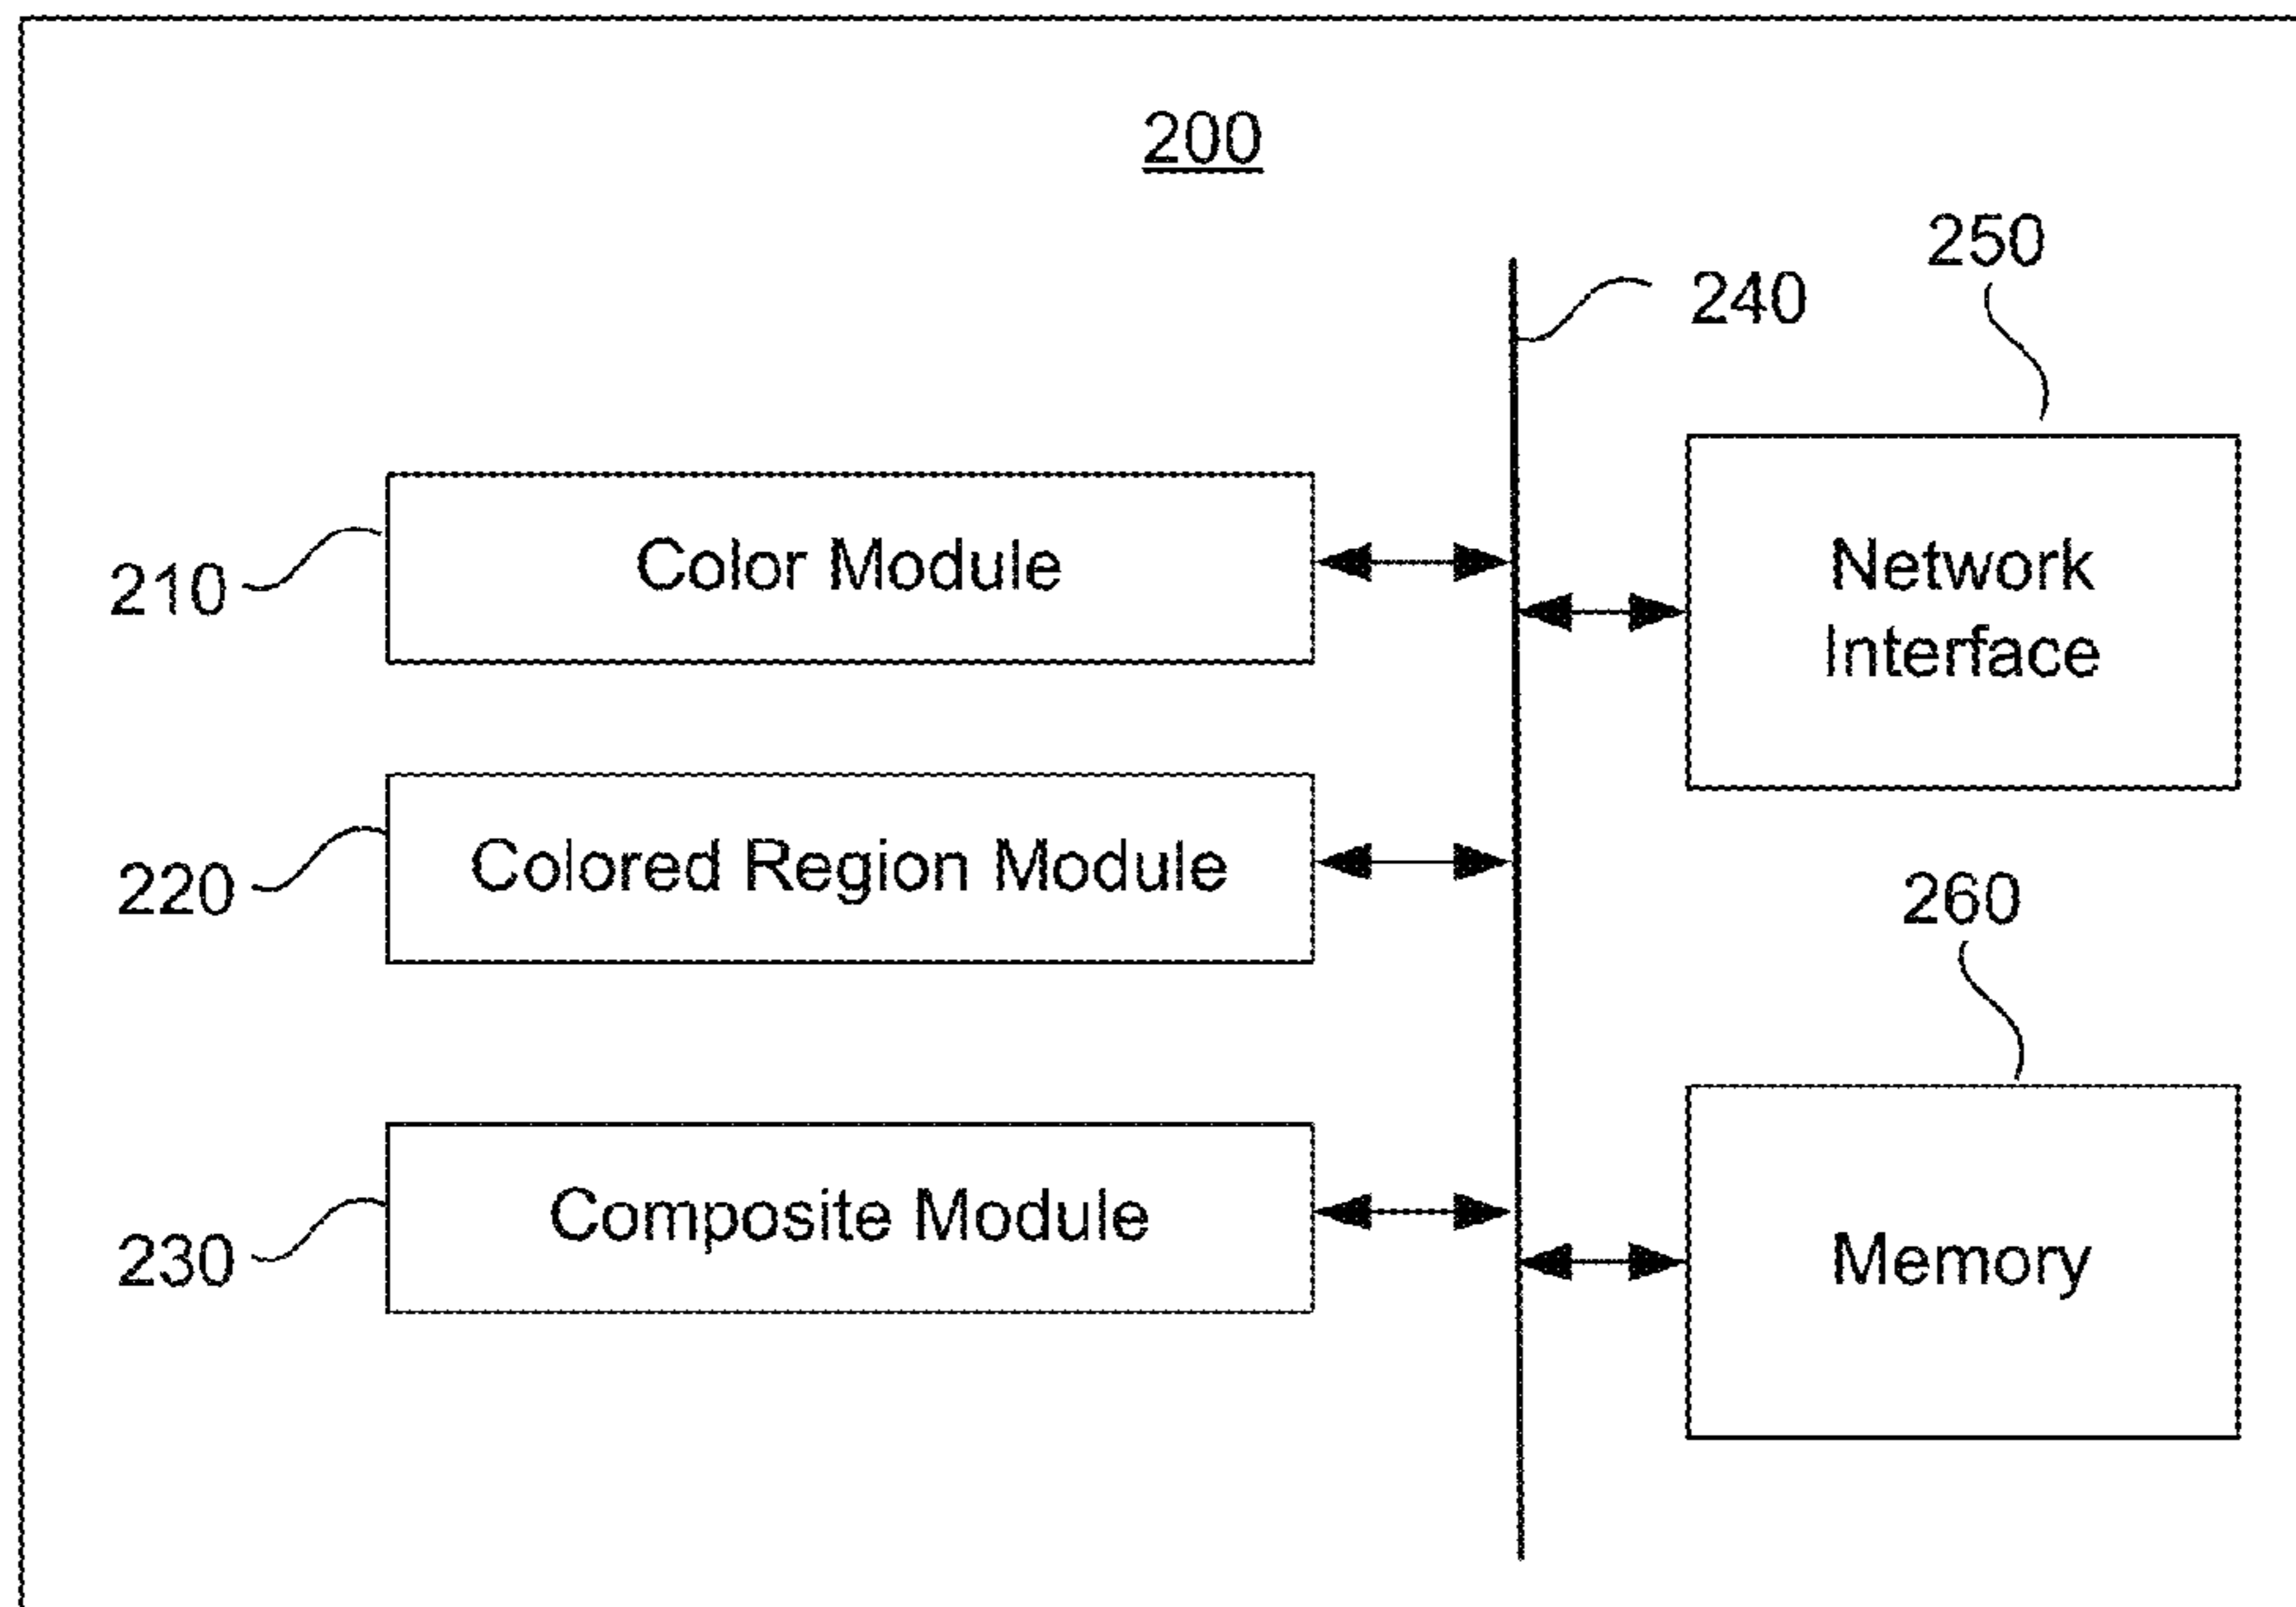 200
250
240
Color Module
Network
Interface
210
Colored Region Module
220
260
Composite Module
230
Memory